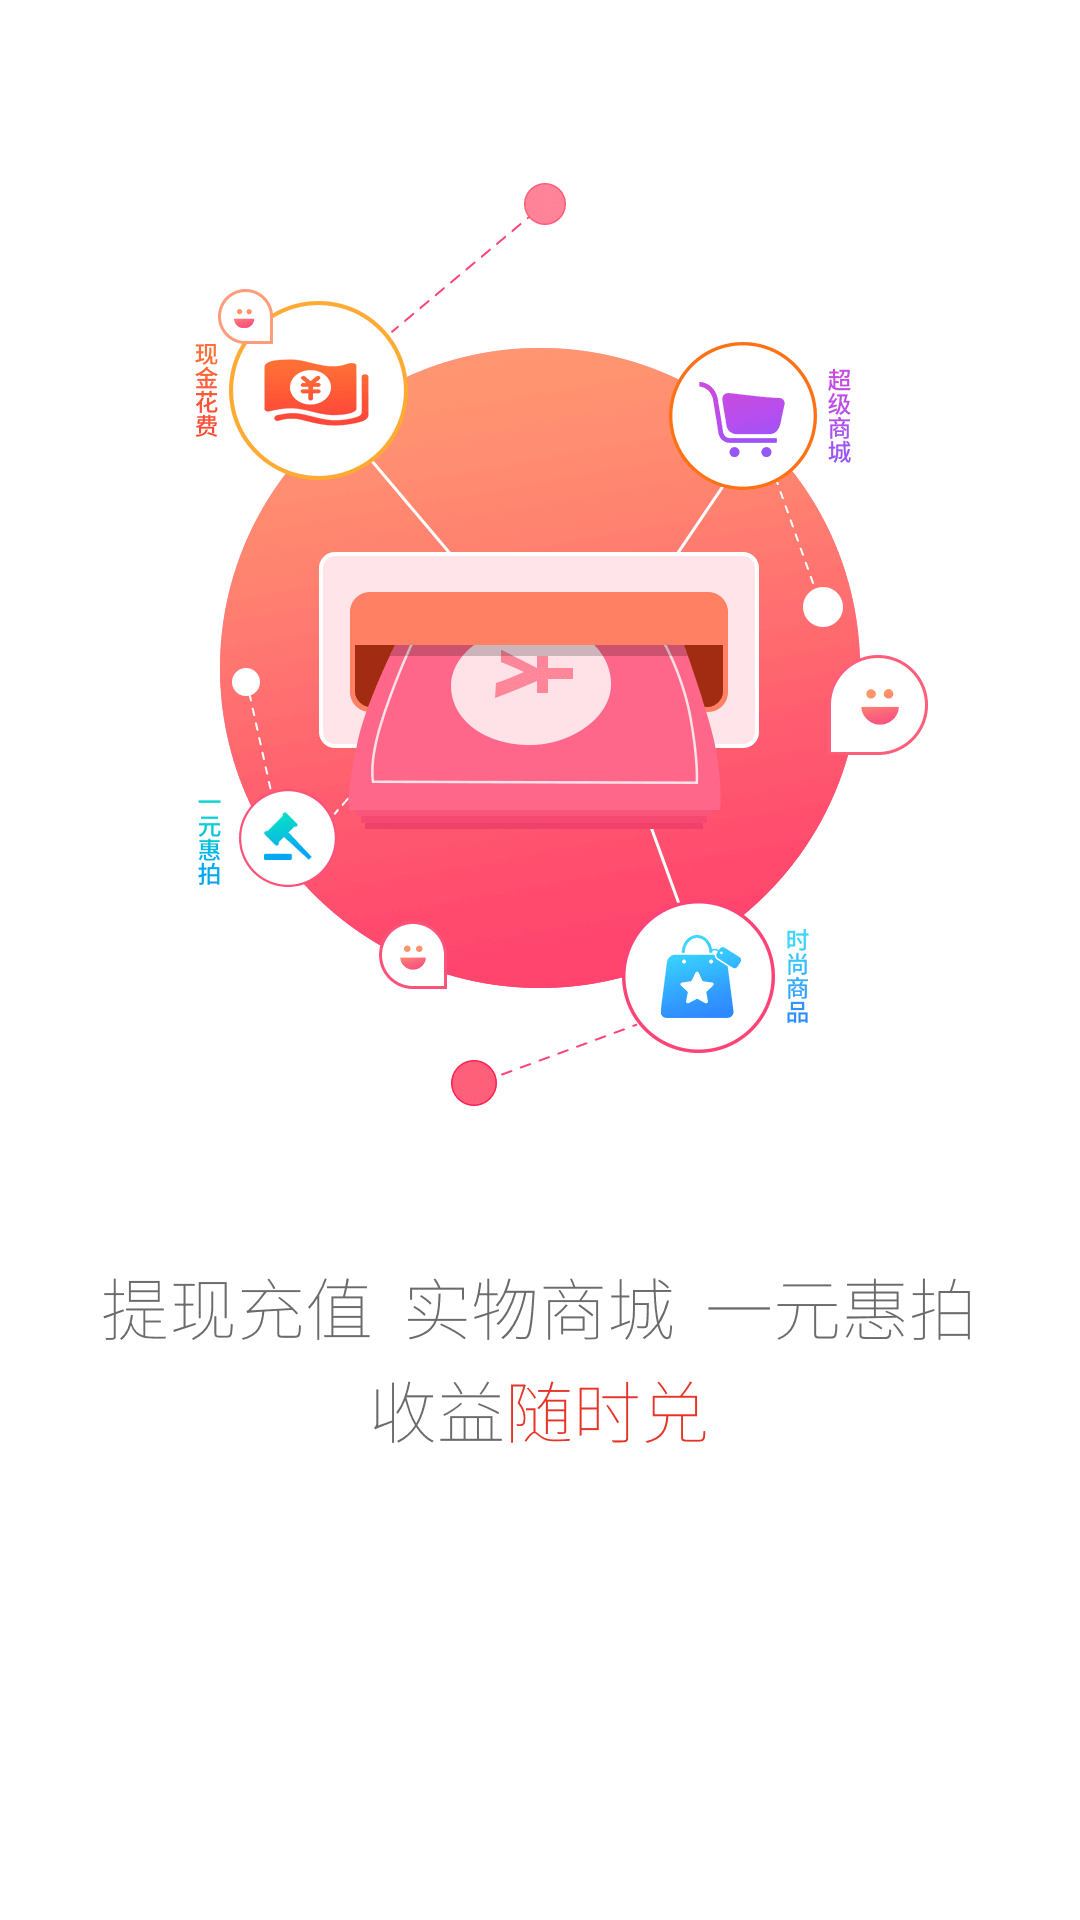 现金花费
超级商城
一元惠拍
时尚商品
提现充值 实物商城 一元惠拍
收益随时兑